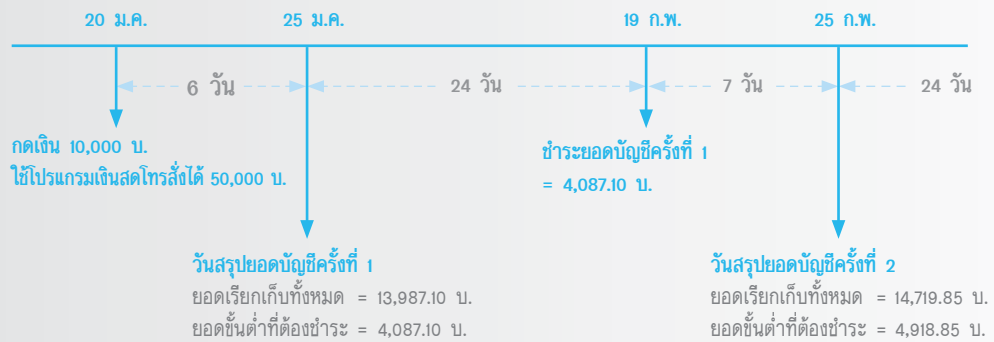 20 ม.ค. 25 ม.ค. 19 ก.พ. 25 ก.พ.
6 วัน 24 วัน 7 วัน 24 วัน
กดเงิน 10,000 บ.
ใช้โปรแกรมเงินสดโทรสั่งได้ 50,000 บ.
ชำระยอดบัญชีครั้งที่ 1
= 4,087.10 บ.
วันสรุปยอดบัญชีครั้งที่ 1
ยอดเรียกเก็บทั้งหมด = 13,987.10 บ.
ยอดขั้นต่ำที่ต้องชำระ = 4,087.10 บ.
วันสรุปยอดบัญชีครั้งที่ 2
ยอดเรียกเก็บทั้งหมด = 14,719.85 บ.
ยอดขั้นต่ำที่ต้องชำระ = 4,918.85 บ.